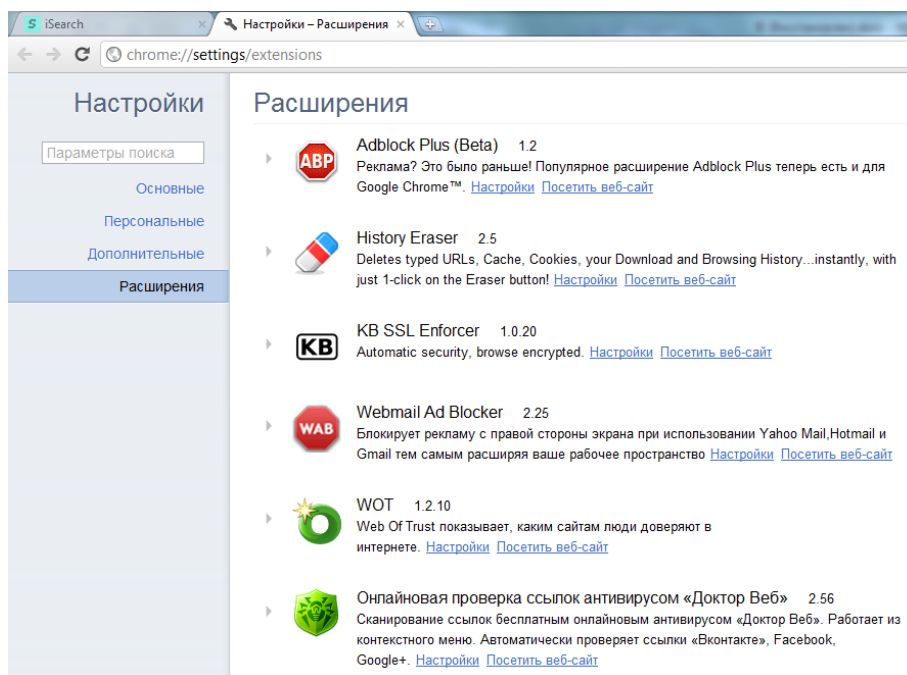 iSearch
Настройки – Расширения
chrome://settings/extensions
Настройки
Параметры поиска
Основные
Персональные
Дополнительные
Расширения
Расширения
ABP
Adblock Plus (Beta) 1.2
Реклама? Это было раньше! Популярное расширение Adblock Plus теперь есть и для
Google Chrome™. Настройки Посетить веб-сайт
History Eraser 2.5
Deletes typed URLs, Cache, Cookies, your Download and Browsing History...instantly, with
just 1-click on the Eraser button! Настройки Посетить веб-сайт
KB
KB SSL Enforcer 1.0.20
Automatic security, browse encrypted. Настройки Посетить веб-сайт
WAB
Webmail Ad Blocker 2.25
Блокирует рекламу с правой стороны экрана при использовании Yahoo Mail,Hotmail и
Gmail тем самым расширяя ваше рабочее пространство Настройки Посетить веб-сайт
WOT 1.2.10
Web Of Trust показывает, каким сайтам люди доверяют в
интернете. Настройки Посетить веб-сайт
Онлайновая проверка ссылок антивирусом «Доктор Веб» 2.56
Сканирование ссылок бесплатным онлайновым антивирусом «Доктор Веб». Работает из
контекстного меню. Автоматически проверяет ссылки «Вконтакте», Facebook,
Google+. Настройки Посетить веб-сайт